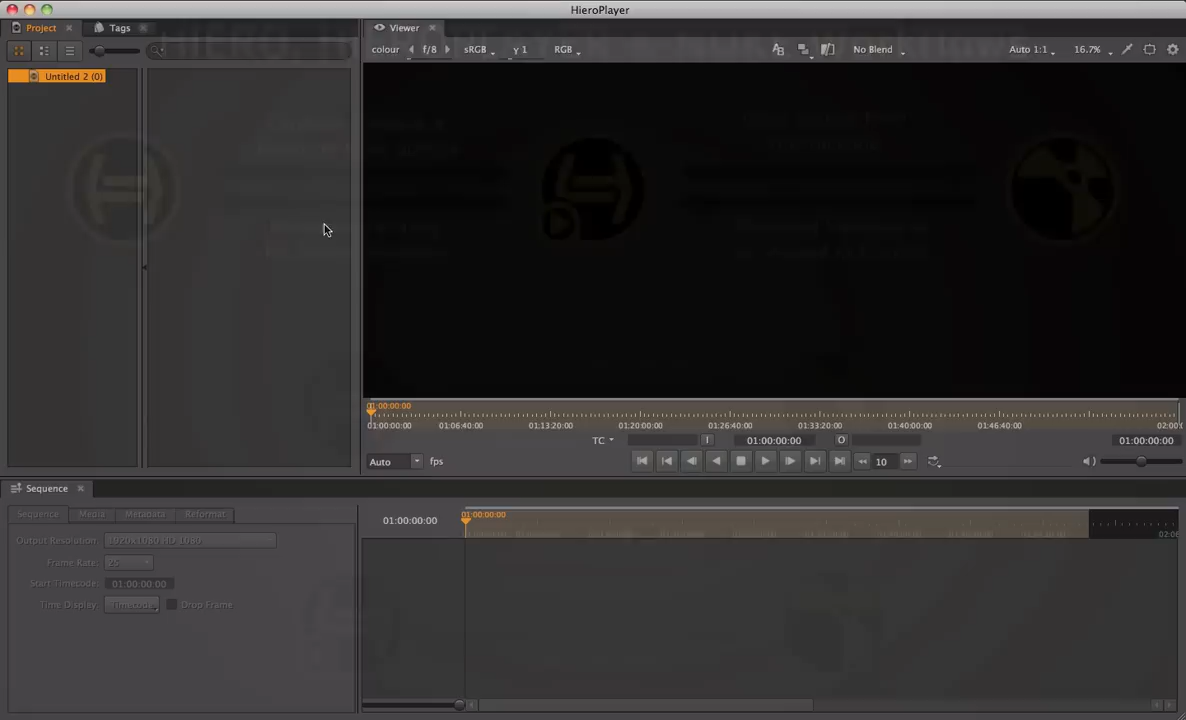 HieroPlayer
Project
Tags
Viewer
colour
f/8
sRGB
γ 1
RGB
No Blend
Auto 1:1
16.7%
Untitled 2 (0)
01:00:00:00
01:00:00:00
01:06:40:00
01:13:20:00
01:20:00:00
01:26:40:00
01:33:20:00
01:40:00:00
01:46:40:00
02:00:
TC
I
01:00:00:00
O
01:00:00:00
Auto
fps
10
Sequence
Sequence
Media
Metadata
Reformat
01:00:00:00
01:00:00:00
02:06
Output Resolution:
1920x1080 HD_1080
Frame Rate:
25
Start Timecode:
01:00:00:00
Time Display:
Timecode
Drop Frame